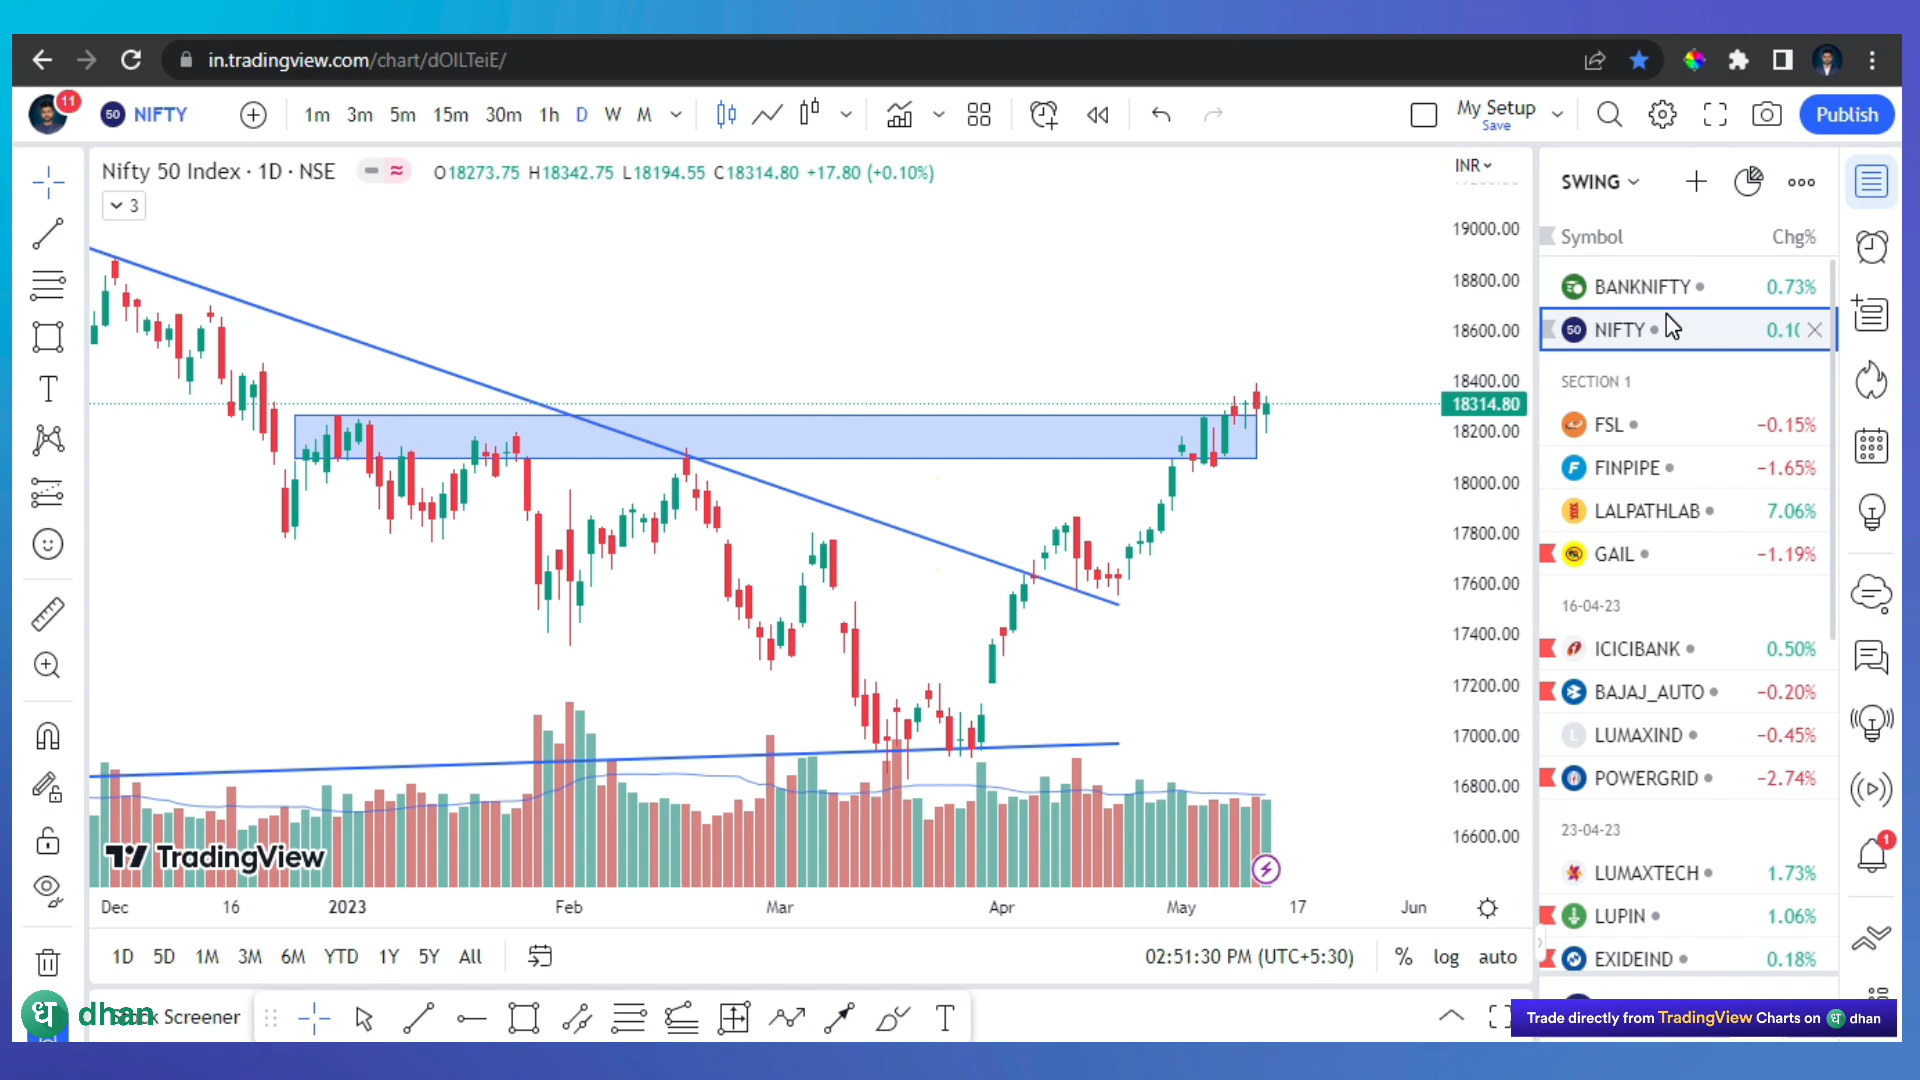 in.tradingview.com/chart/dOILTeiE/
11
50 NIFTY
1m 3m 5m 15m 30m 1h D W M
My Setup
Save
Publish
Nifty 50 Index · 1D · NSE
O18273.75 H18342.75 L18194.55 C18314.80 +17.80 (+0.10%)
3
INR
19000.00
18800.00
18600.00
18400.00
18314.80
18200.00
18000.00
17800.00
17600.00
17400.00
17200.00
17000.00
16800.00
16600.00
TradingView
Dec 16 2023 Feb Mar Apr May 17 Jun
1D 5D 1M 3M 6M YTD 1Y 5Y All
02:51:30 PM (UTC+5:30)
% log auto
SWING
Symbol Chg%
BANKNIFTY 0.73%
50 NIFTY 0.1
SECTION 1
FSL −0.15%
FINPIPE −1.65%
LALPATHLAB 7.06%
GAIL −1.19%
16-04-23
ICICIBANK 0.50%
BAJAJ_AUTO −0.20%
L LUMAXIND −0.45%
POWERGRID −2.74%
23-04-23
LUMAXTECH 1.73%
LUPIN 1.06%
EXIDEIND 0.18%
1
ध dhan
Screener
Trade directly from TradingView Charts on ध dhan